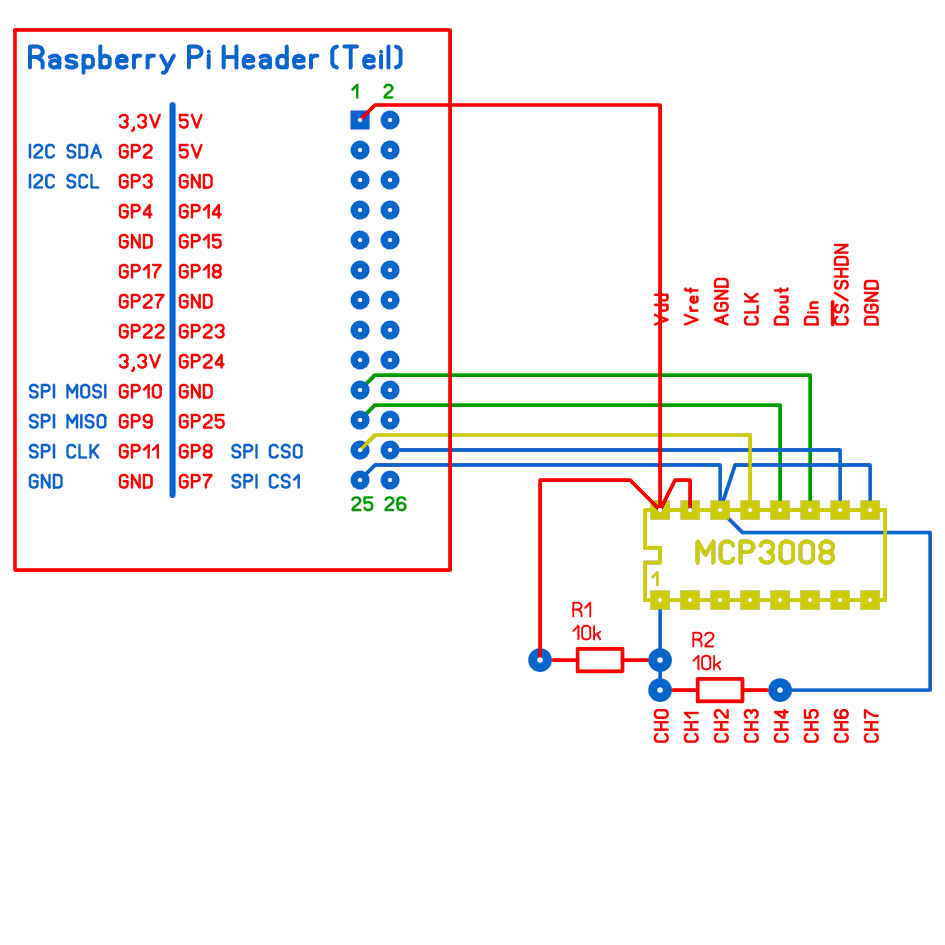 Raspberry Pi Header (Teil)
1 2
3,3V 5V
I2C SDA GP2 5V
I2C SCL GP3 GND
GP4 GP14
GND GP15
GP17 GP18
GP27 GND
GP22 GP23
3,3V GP24
SPI MOSI GP10 GND
SPI MISO GP9 GP25
SPI CLK GP11 GP8 SPI CS0
GND GND GP7 SPI CS1
25 26
Vdd
Vref
AGND
CLK
Dout
Din
CS/SHDN
DGND
MCP3008
1
R1
10k
R2
10k
CH0
CH1
CH2
CH3
CH4
CH5
CH6
CH7